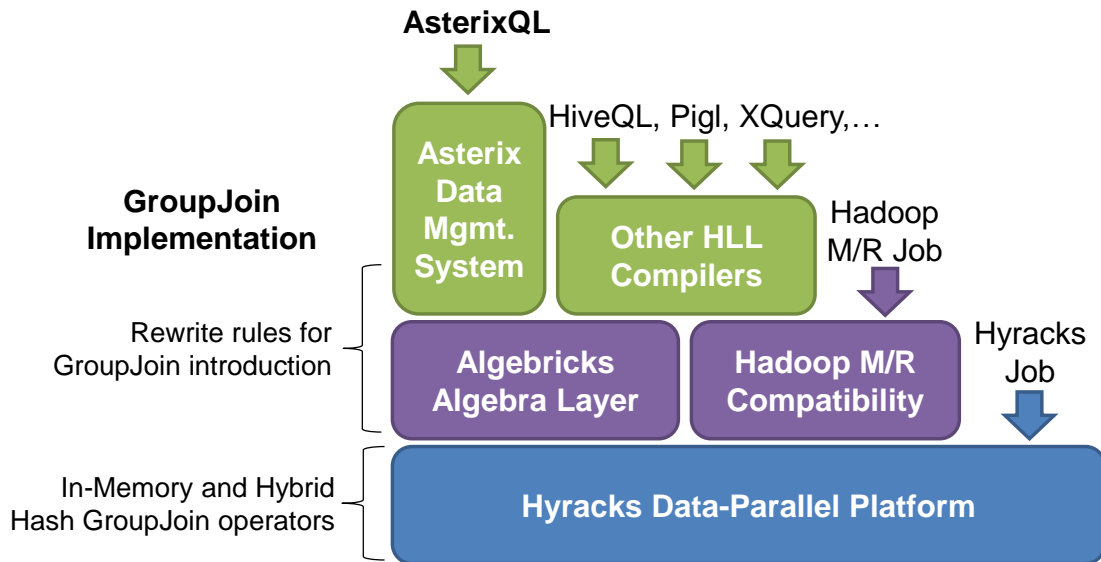 AsterixQL
HiveQL, Pigl, XQuery,…
Asterix
Data
Mgmt.
System
GroupJoin
Implementation
Other HLL
Compilers
Hadoop
M/R Job
Rewrite rules for
GroupJoin introduction
Algebricks
Algebra Layer
Hadoop M/R
Compatibility
Hyracks
Job
In-Memory and Hybrid
Hash GroupJoin operators
Hyracks Data-Parallel Platform